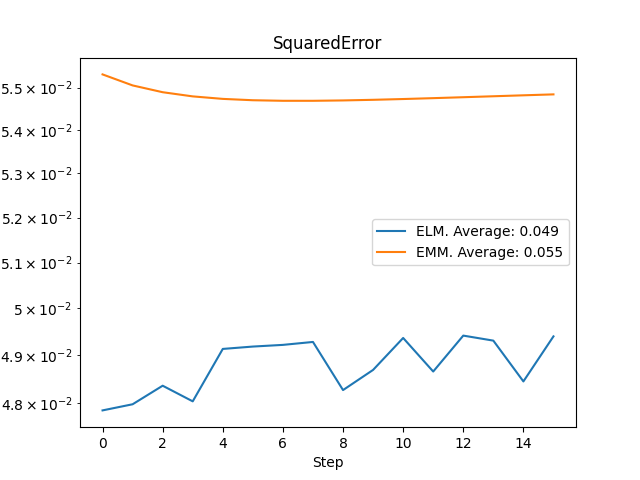 SquaredError
5.5 × 10⁻²
5.4 × 10⁻²
5.3 × 10⁻²
5.2 × 10⁻²
5.1 × 10⁻²
5 × 10⁻²
4.9 × 10⁻²
4.8 × 10⁻²
ELM. Average: 0.049
EMM. Average: 0.055
0 2 4 6 8 10 12 14
Step